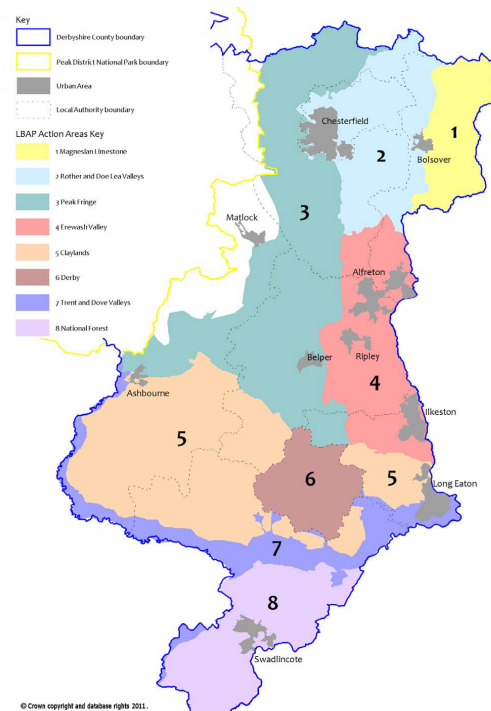 Key
Derbyshire County boundary
Peak District National Park boundary
Urban Area
Local Authority boundary
LBAP Action Areas Key
1 Magnesian Limestone
2 Rother and Doe Lea Valleys
3 Peak Fringe
4 Erewash Valley
5 Claylands
6 Derby
7 Trent and Dove Valleys
8 National Forest
Chesterfield
1
2
Bolsover
3
Matlock
Alfreton
Belper
Ripley
4
Ashbourne
Ilkeston
5
6
5
Long Eaton
7
8
Swadlincote
© Crown copyright and database rights 2011.